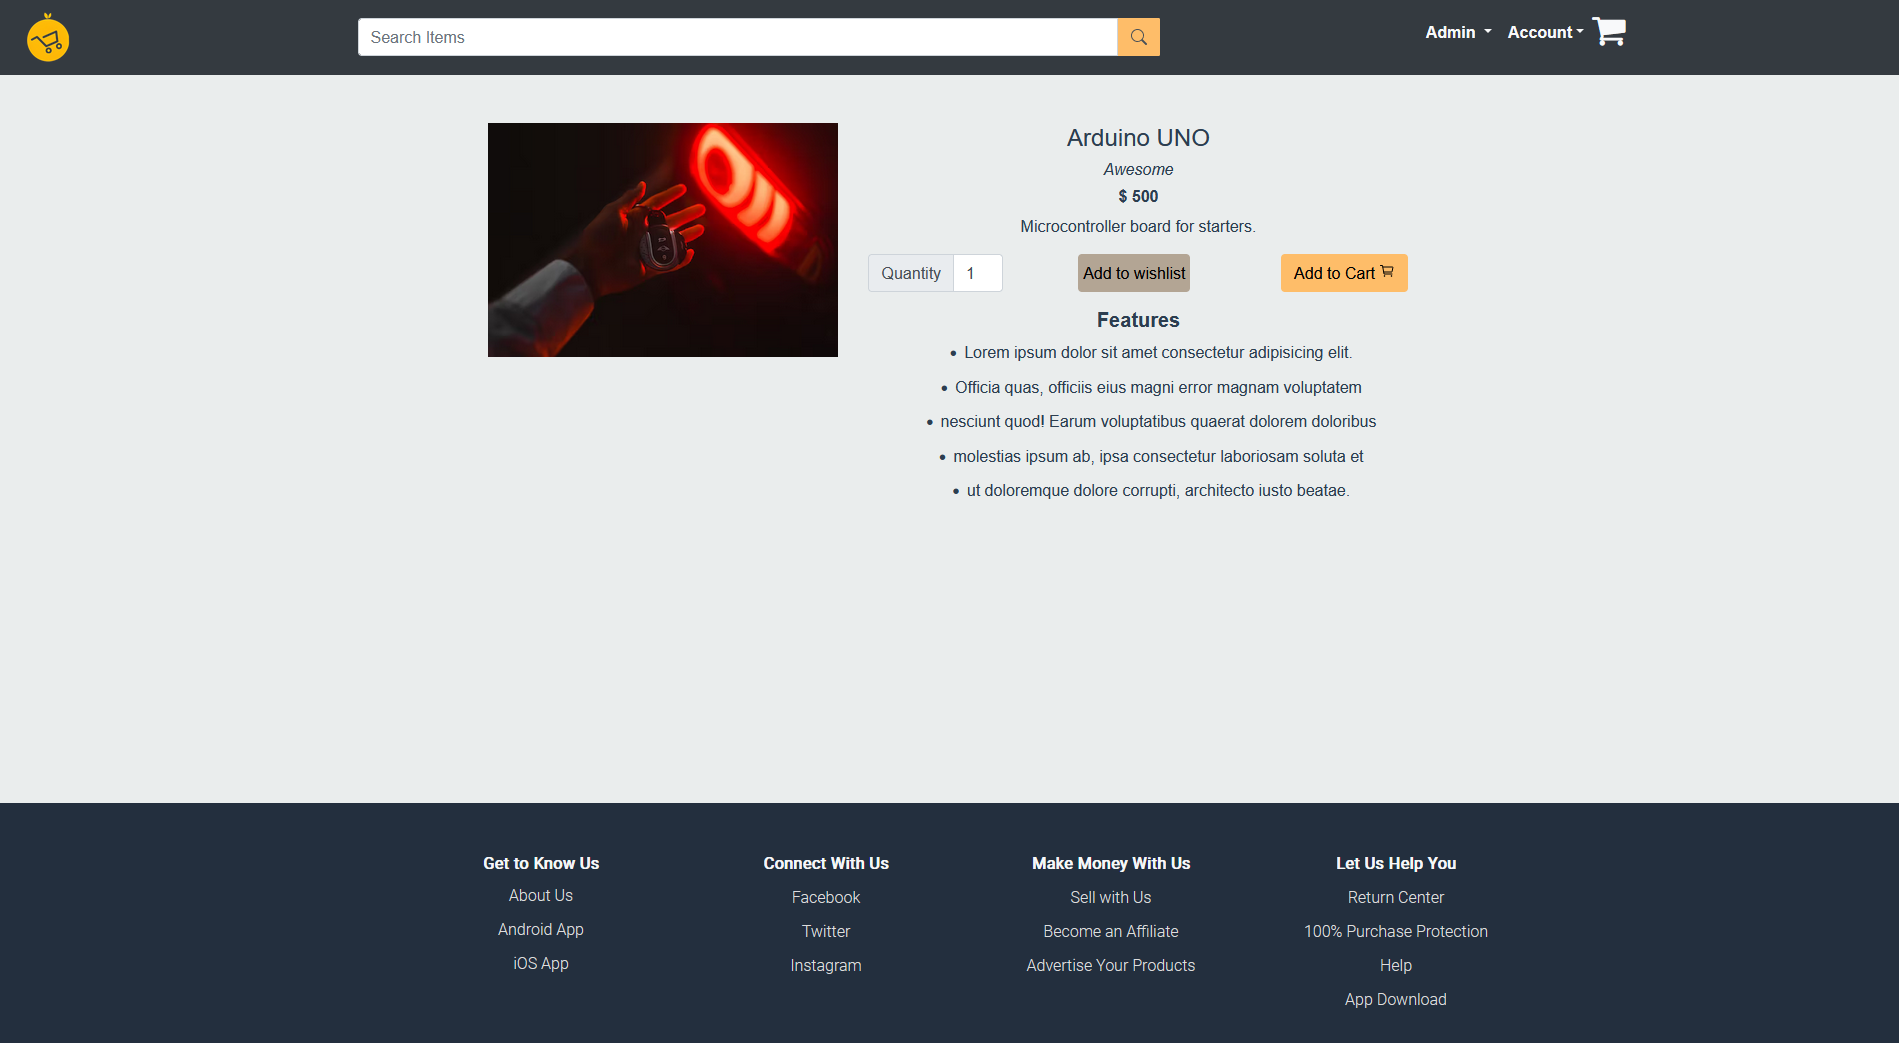 Search Items
Admin
Account
Arduino UNO
Awesome
$ 500
Microcontroller board for starters.
Quantity 1
Add to wishlist
Add to Cart
Features
• Lorem ipsum dolor sit amet consectetur adipisicing elit.
• Officia quas, officiis eius magni error magnam voluptatem
• nesciunt quod! Earum voluptatibus quaerat dolorem doloribus
• molestias ipsum ab, ipsa consectetur laboriosam soluta et
• ut doloremque dolore corrupti, architecto iusto beatae.
Get to Know Us
About Us
Android App
iOS App
Connect With Us
Facebook
Twitter
Instagram
Make Money With Us
Sell with Us
Become an Affiliate
Advertise Your Products
Let Us Help You
Return Center
100% Purchase Protection
Help
App Download